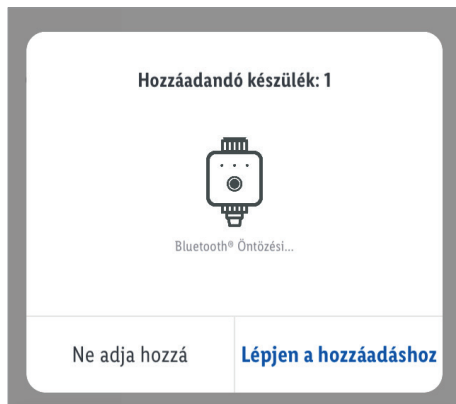 Hozzáadandó készülék: 1
Bluetooth® Öntözési...
Ne adja hozzá
Lépjen a hozzáadáshoz